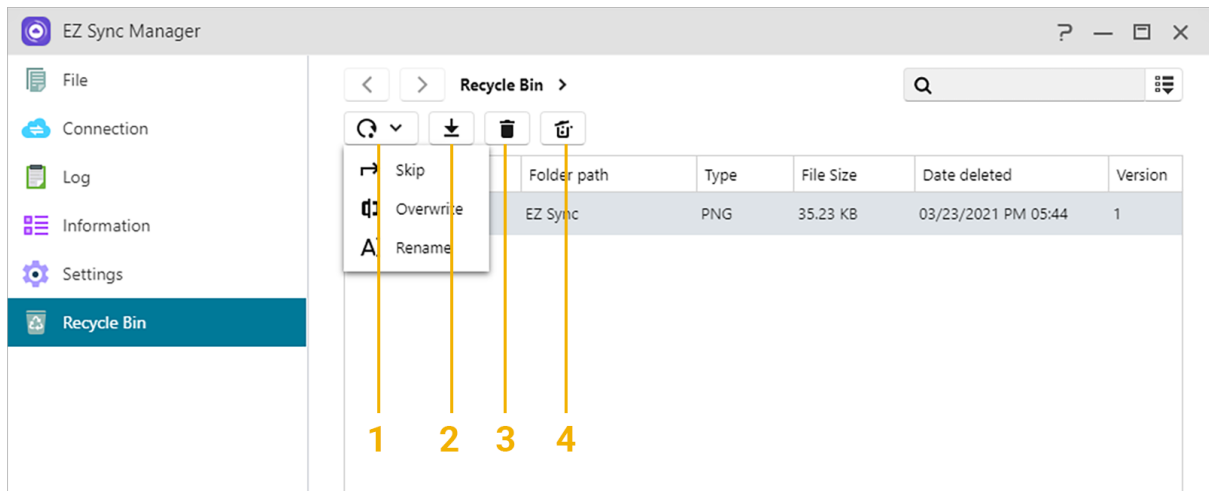 EZ Sync Manager
File
Connection
Log
Information
Settings
Recycle Bin
Recycle Bin
Skip
Overwrite
Rename
Folder path Type File Size Date deleted Version
EZ Sync PNG 35.23 KB 03/23/2021 PM 05:44 1
1 2 3 4